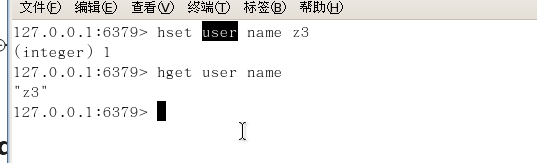 文件(F) 编辑(E) 查看(V) 终端(T) 标签(B) 帮助(H)
127.0.0.1:6379> hset user name z3
(integer) 1
127.0.0.1:6379> hget user name
"z3"
127.0.0.1:6379>